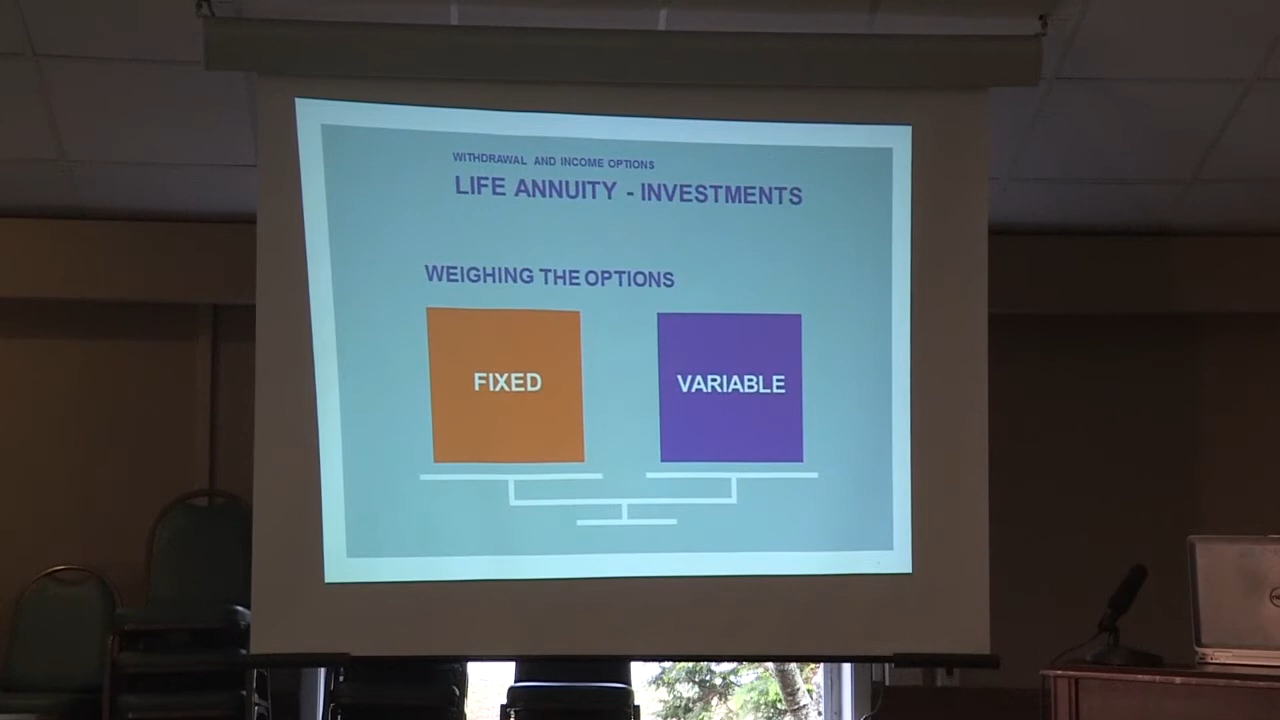 WITHDRAWAL AND INCOME OPTIONS
LIFE ANNUITY - INVESTMENTS
WEIGHING THE OPTIONS
FIXED
VARIABLE